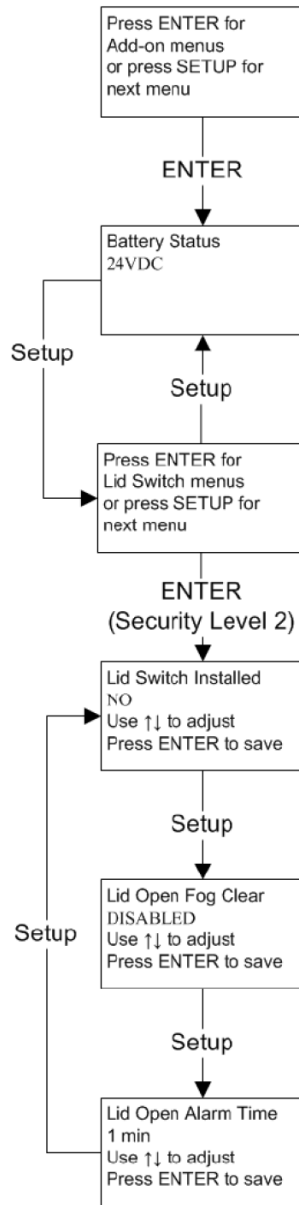 Press ENTER for
Add-on menus
or press SETUP for
next menu
ENTER
Battery Status
24VDC
Setup
Setup
Press ENTER for
Lid Switch menus
or press SETUP for
next menu
ENTER
(Security Level 2)
Lid Switch Installed
NO
Use ↑↓ to adjust
Press ENTER to save
Setup
Lid Open Fog Clear
DISABLED
Use ↑↓ to adjust
Press ENTER to save
Setup
Setup
Lid Open Alarm Time
1 min
Use ↑↓ to adjust
Press ENTER to save